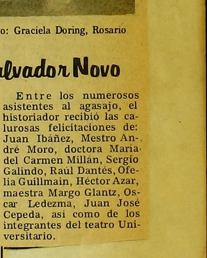 o: Graciela Doring, Rosario
alvador Novo
Entre los numerosos
asistentes al agasajo, el
historiador recibió las ca-
lurosas felicitaciones de:
Juan Ibáñez, Mestro An-
dré Moro, doctora María
del Carmen Millán, Sergio
Galindo, Raúl Dantés, Ofe-
lia Guillmain, Héctor Azar,
maestra Margo Glantz, Os-
car Ledezma, Juan José
Cepeda, así como de los
integrantes del teatro Uni-
versitario.